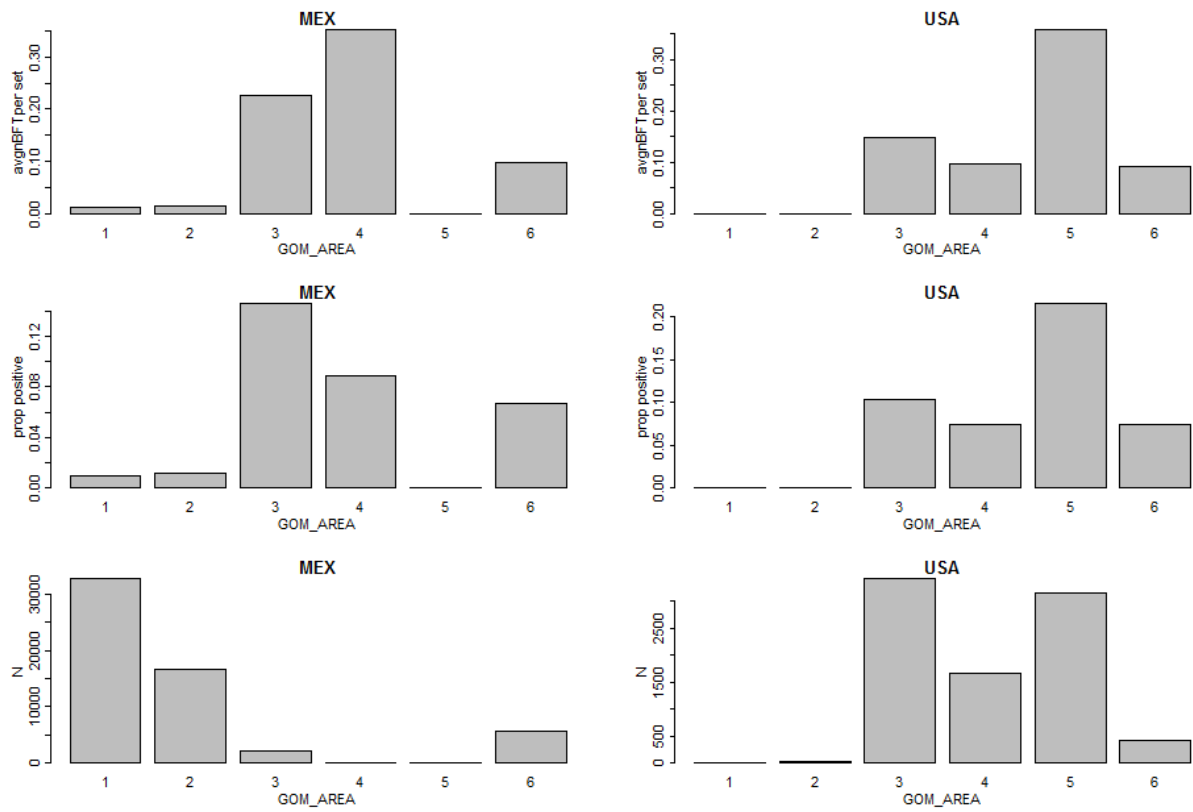 MEX
avgnBFTper set
0.00 0.10 0.20 0.30
1 2 3 4 5 6
GOM_AREA
USA
avgnBFTper set
0.00 0.10 0.20 0.30
1 2 3 4 5 6
GOM_AREA
MEX
prop positive
0.00 0.04 0.08 0.12
1 2 3 4 5 6
GOM_AREA
USA
prop positive
0.00 0.05 0.10 0.15 0.20
1 2 3 4 5 6
GOM_AREA
MEX
N
0 10000 20000 30000
1 2 3 4 5 6
GOM_AREA
USA
N
0 500 1500 2500
1 2 3 4 5 6
GOM_AREA